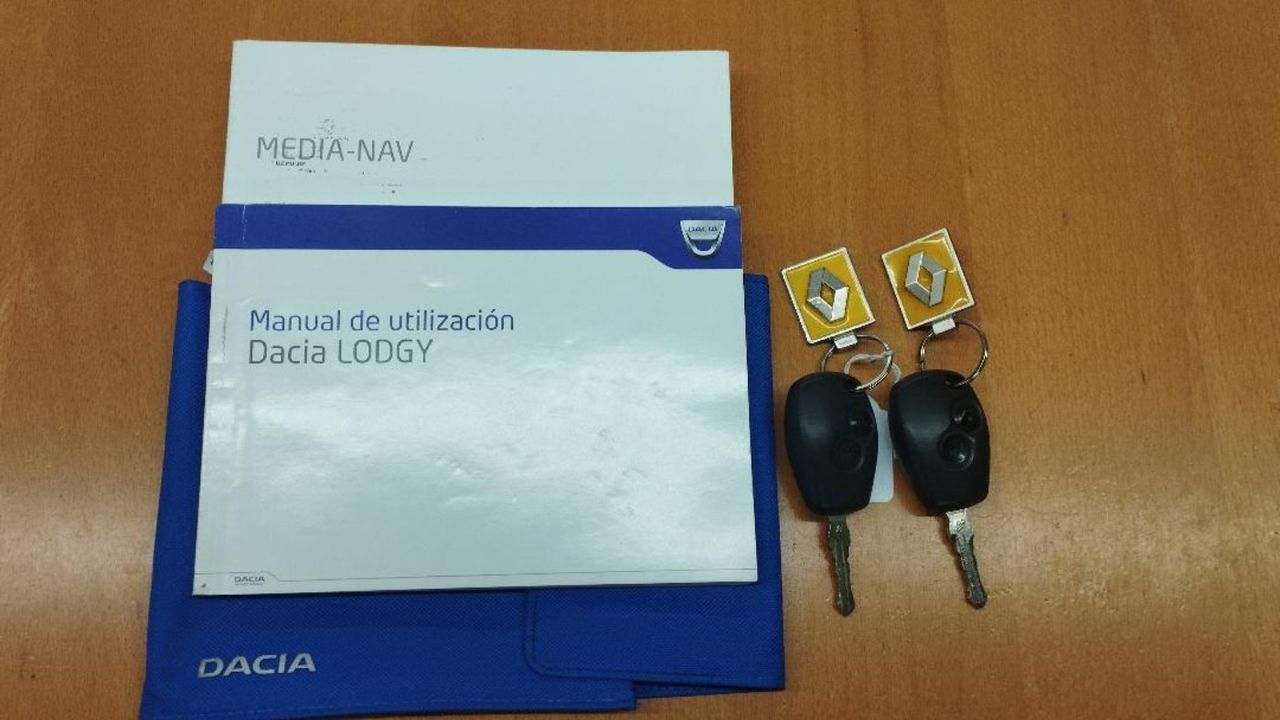 MEDIA-NAV
DACIA
Manual de utilización
Dacia LODGY
DACIA
DACIA